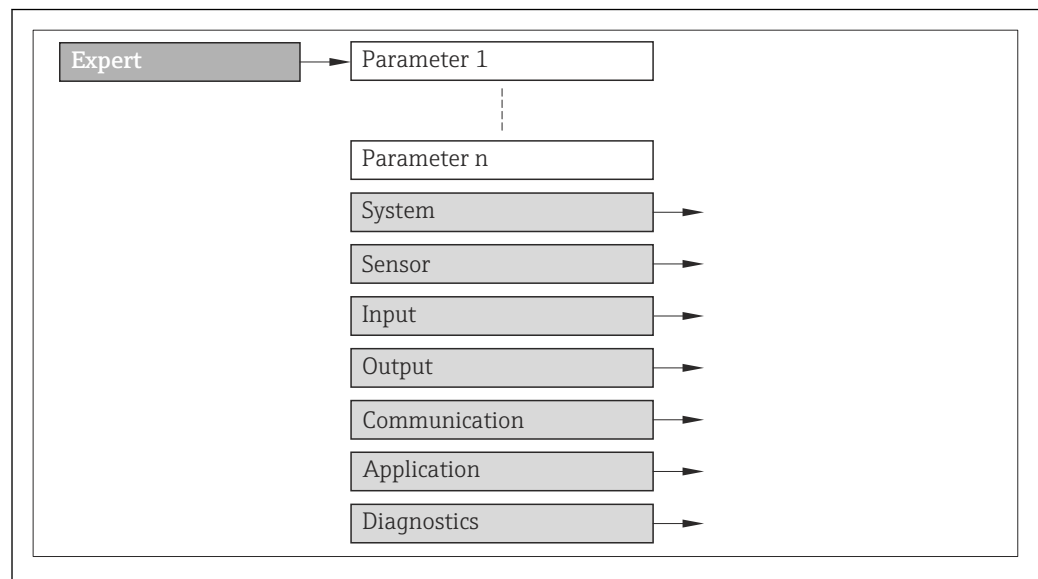 Expert
Parameter 1
Parameter n
System
Sensor
Input
Output
Communication
Application
Diagnostics